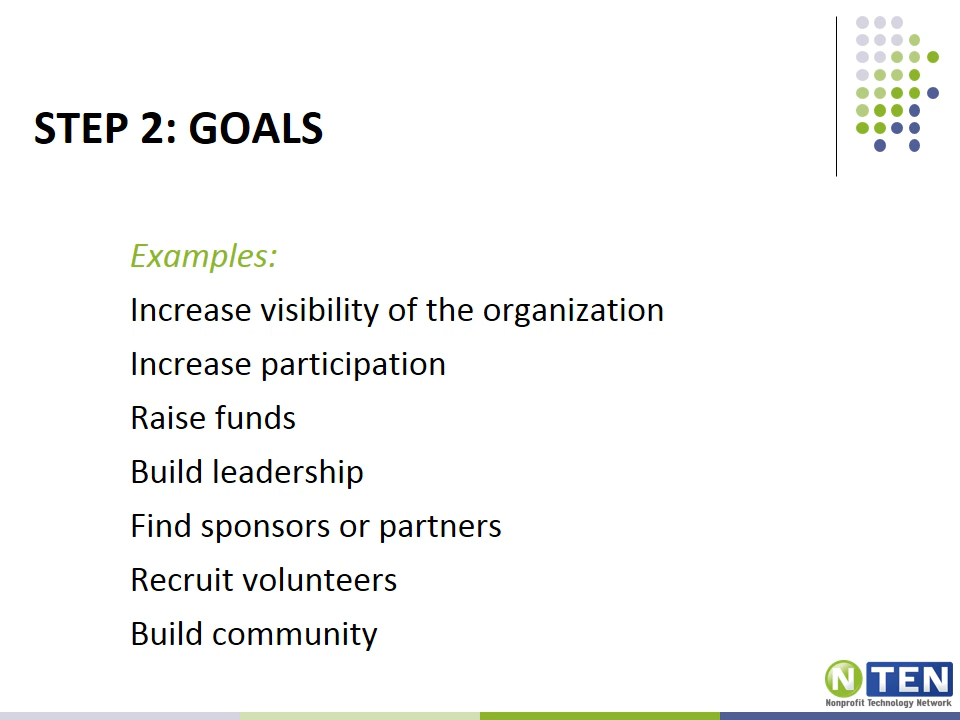 STEP 2: GOALS
Examples:
Increase visibility of the organization
Increase participation
Raise funds
Build leadership
Find sponsors or partners
Recruit volunteers
Build community
NTEN
Nonprofit Technology Network